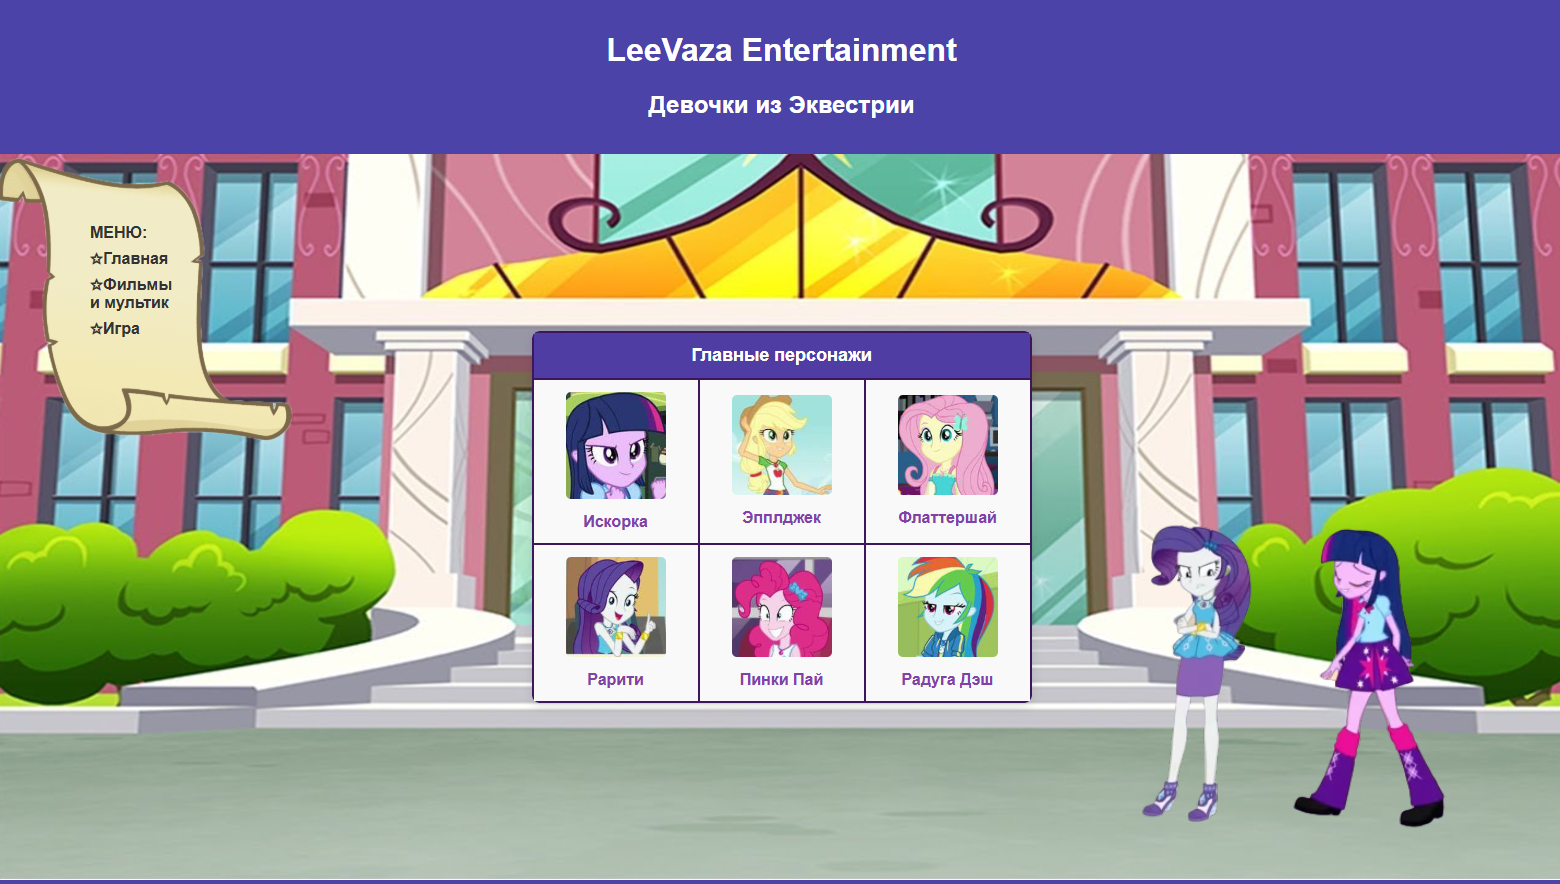 LeeVaza Entertainment
Девочки из Эквестрии
МЕНЮ:
☆Главная
☆Фильмы
и мультик
☆Игра
Главные персонажи
Искорка
Эпплджек
Флаттершай
Рарити
Пинки Пай
Радуга Дэш